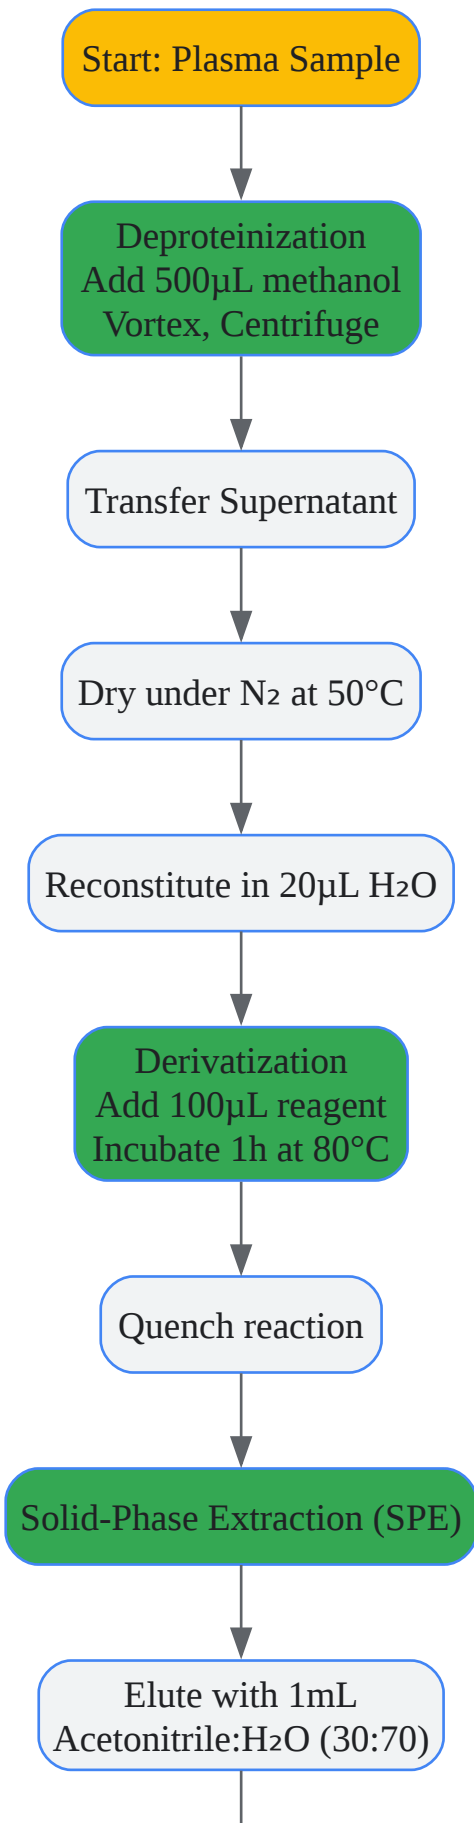 Start: Plasma Sample
Deproteinization
Add 500µL methanol
Vortex, Centrifuge
Transfer Supernatant
Dry under N₂ at 50°C
Reconstitute in 20µL H₂O
Derivatization
Add 100µL reagent
Incubate 1h at 80°C
Quench reaction
Solid-Phase Extraction (SPE)
Elute with 1mL
Acetonitrile:H₂O (30:70)